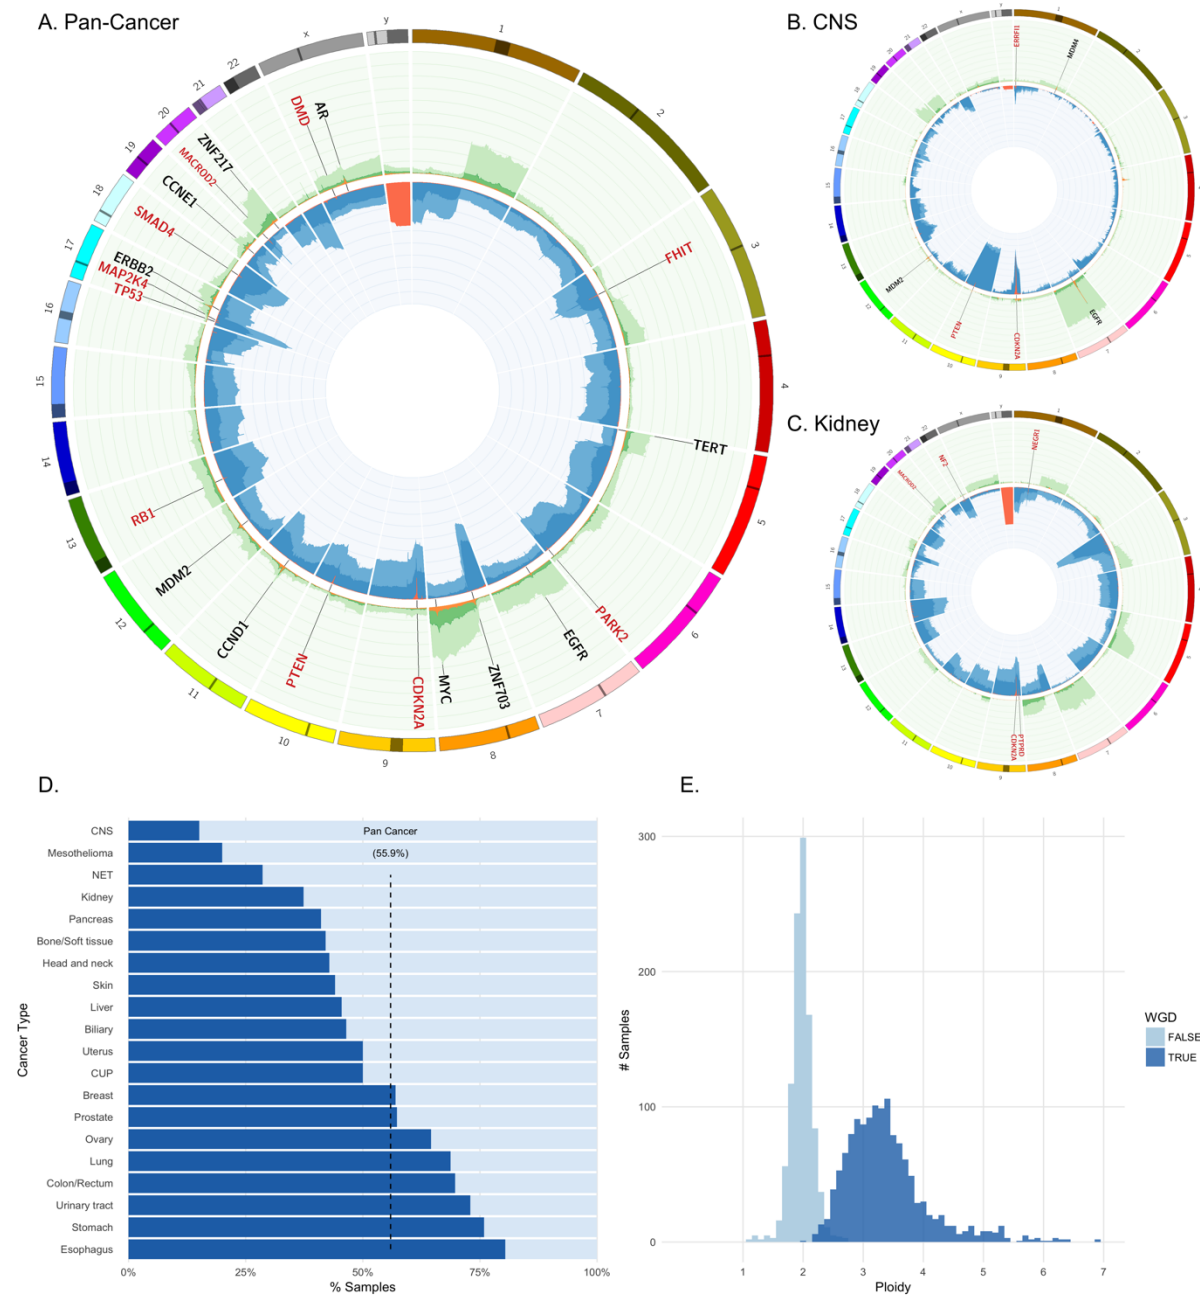 A. Pan-Cancer
1
2
3
4
5
6
7
8
9
10
11
12
13
14
15
16
17
18
19
20
21
22
x
y
DMD
AR
ZNF217
MACROD2
CCNE1
SMAD4
ERBB2
MAP2K4
TP53
RB1
MDM2
CCND1
PTEN
CDKN2A
MYC
ZNF703
EGFR
PARK2
TERT
FHIT
B. CNS
ERRFI1
MDM4
MDM2
PTEN
CDKN2A
EGFR
C. Kidney
NEGR1
NF2
MACROD2
CDKN2A
PTPRD
D.
Cancer Type
CNS
Mesothelioma
NET
Kidney
Pancreas
Bone/Soft tissue
Head and neck
Skin
Liver
Biliary
Uterus
CUP
Breast
Prostate
Ovary
Lung
Colon/Rectum
Urinary tract
Stomach
Esophagus
Pan Cancer
(55.9%)
0%
25%
50%
75%
100%
% Samples
E.
# Samples
300
200
100
0
1
2
3
4
5
6
7
Ploidy
WGD
FALSE
TRUE